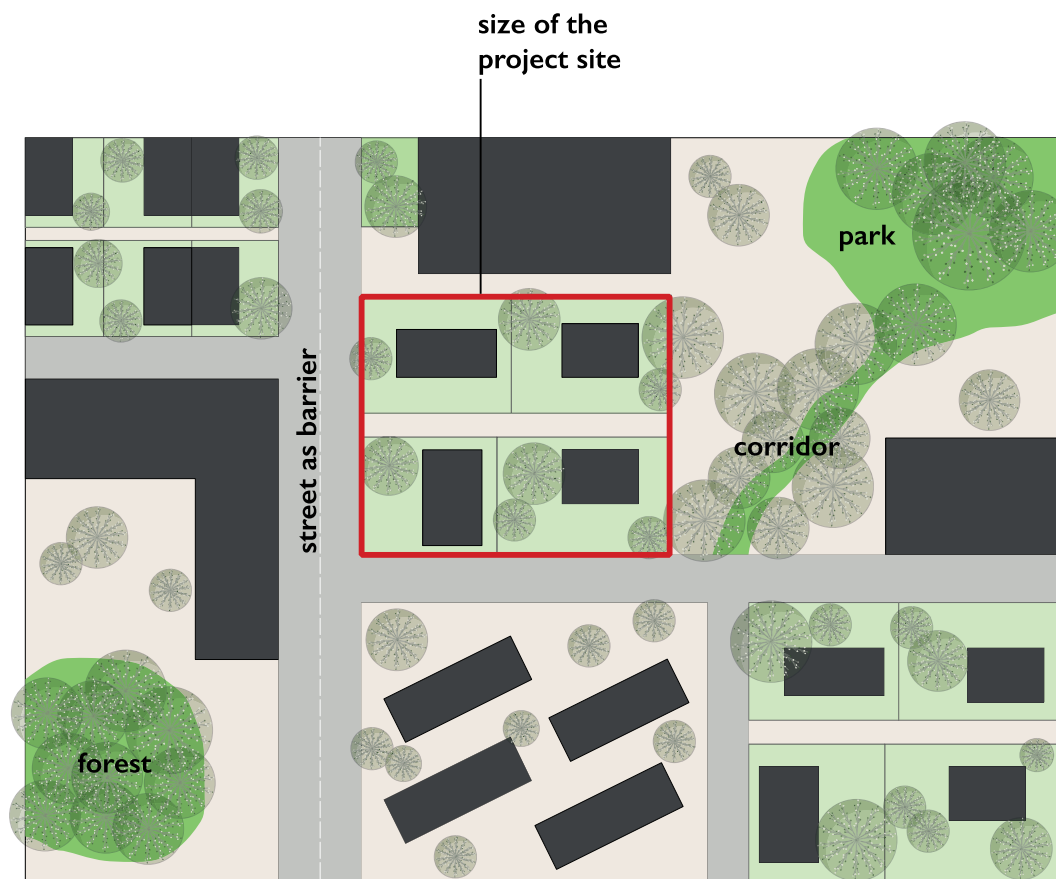 size of the
project site
park
street as barrier
corridor
forest